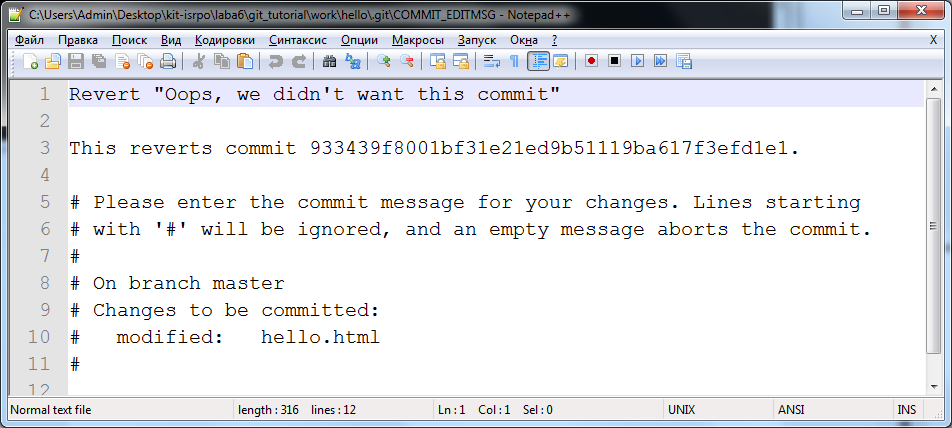 C:\Users\Admin\Desktop\kit-isrpo\laba6\git_tutorial\work\hello\.git\COMMIT_EDITMSG - Notepad++
Файл Правка Поиск Вид Кодировки Синтаксис Опции Макросы Запуск Окна ? X
1 Revert "Oops, we didn't want this commit"
2
3 This reverts commit 933439f8001bf31e21ed9b51119ba617f3efd1e1.
4
5 # Please enter the commit message for your changes. Lines starting
6 # with '#' will be ignored, and an empty message aborts the commit.
7 #
8 # On branch master
9 # Changes to be committed:
10 #   modified:   hello.html
11 #
12
Normal text file length : 316 lines : 12 Ln : 1 Col : 1 Sel : 0 UNIX ANSI INS